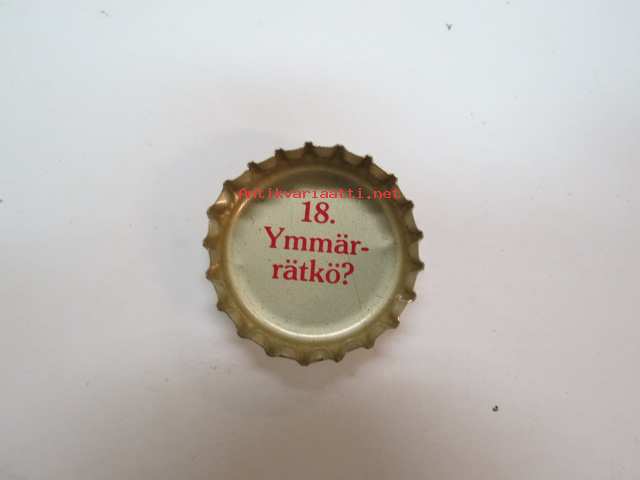 antikvariaatti.net
18.
Ymmär-
rätkö?